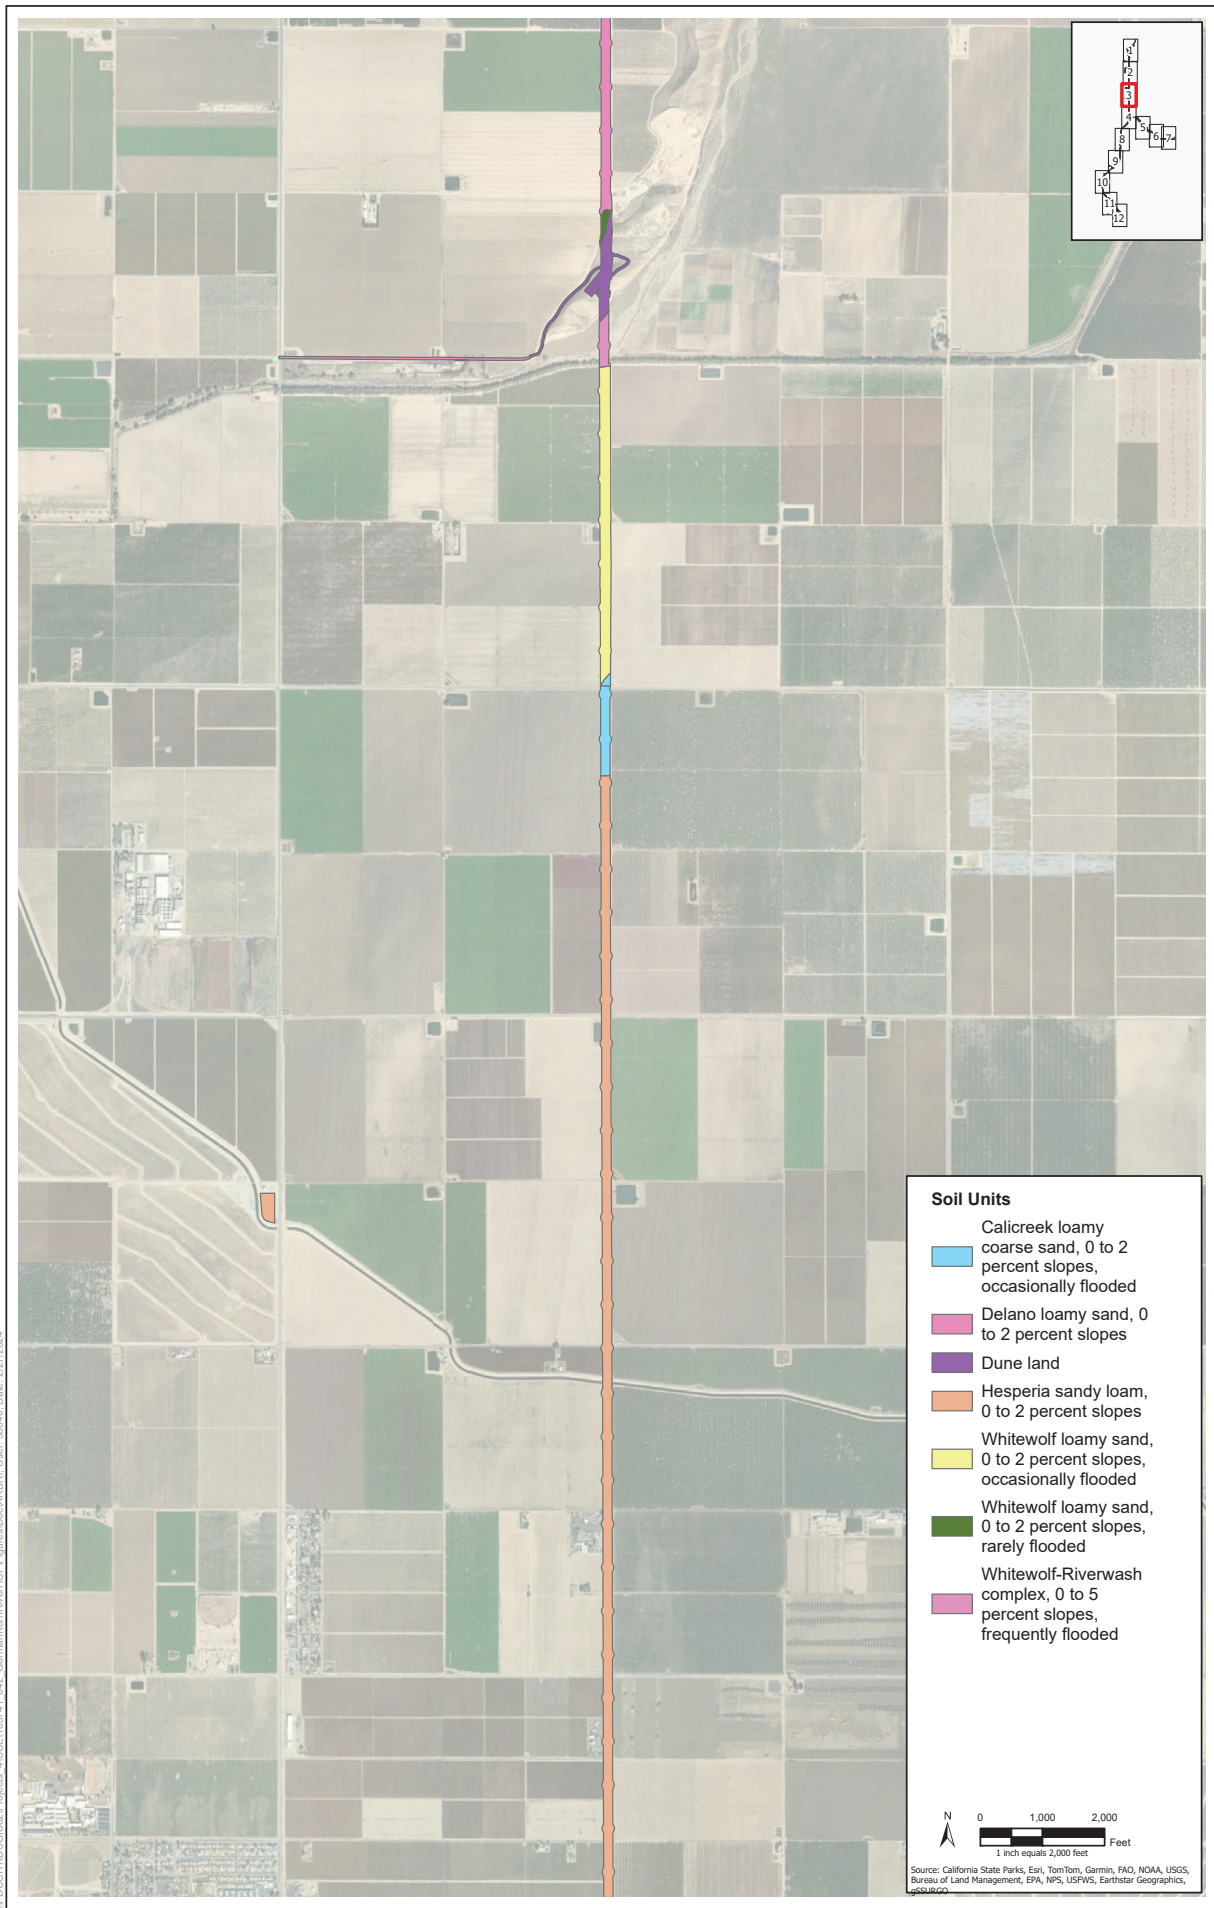 1
2
3
4
5
6
7
8
9
10
11
12
Soil Units
Calicreek loamy
coarse sand, 0 to 2
percent slopes,
occasionally flooded
Delano loamy sand, 0
to 2 percent slopes
Dune land
Hesperia sandy loam,
0 to 2 percent slopes
Whitewolf loamy sand,
0 to 2 percent slopes,
occasionally flooded
Whitewolf loamy sand,
0 to 2 percent slopes,
rarely flooded
Whitewolf-Riverwash
complex, 0 to 5
percent slopes,
frequently flooded
N
0 1,000 2,000
Feet
1 inch equals 2,000 feet
Source: California State Parks, Esri, TomTom, Garmin, FAO, NOAA, USGS,
Bureau of Land Management, EPA, NPS, USFWS, Earthstar Geographics,
gSSURGO